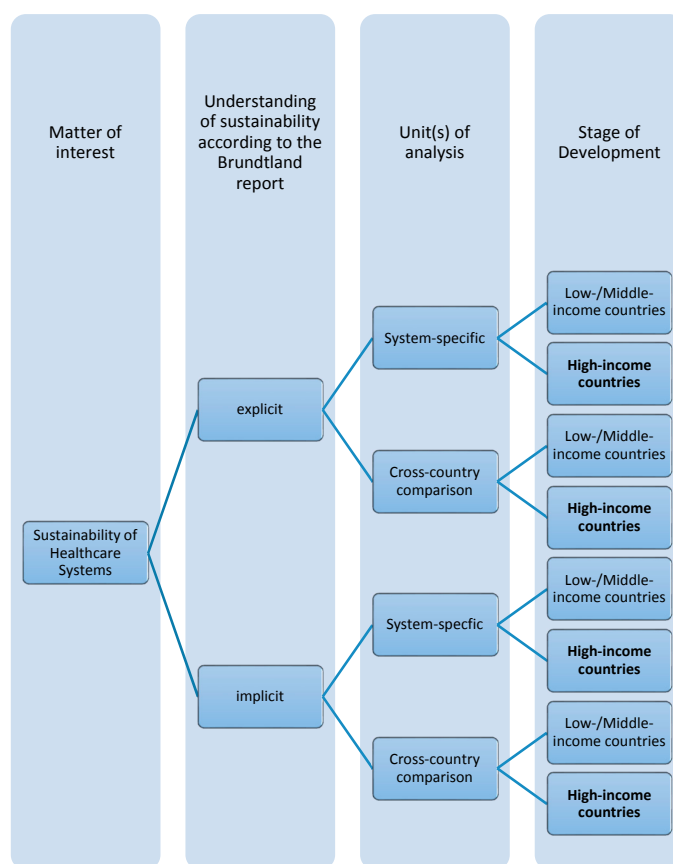 Matter of
interest
Understanding
of sustainability
according to the
Brundtland
report
Unit(s) of
analysis
Stage of
Development
Sustainability of
Healthcare
Systems
explicit
implicit
System-specific
Cross-country
comparison
System-specfic
Cross-country
comparison
Low-/Middle-
income countries
High-income
countries
Low-/Middle-
income countries
High-income
countries
Low-/Middle-
income countries
High-income
countries
Low-/Middle-
income countries
High-income
countries